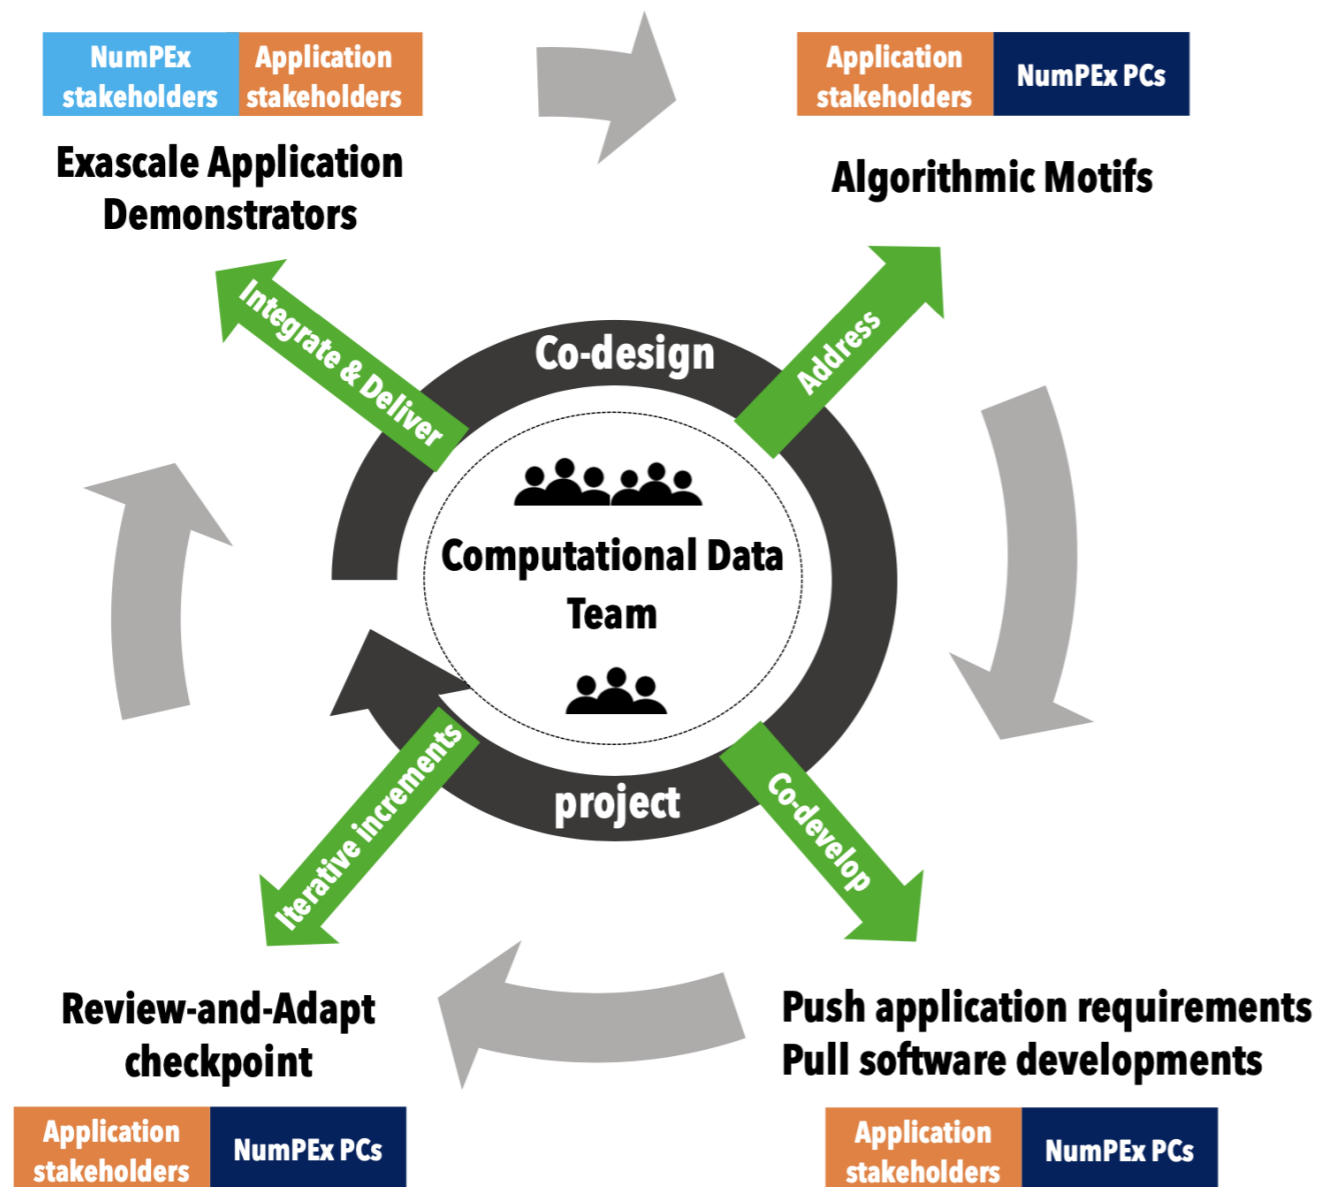 NumPEx
stakeholders
Application
stakeholders
Exascale Application
Demonstrators
Application
stakeholders
NumPEx PCs
Algorithmic Motifs
Integrate & Deliver
Address
Co-design
Computational Data
Team
project
Iterative increments
Co-develop
Review-and-Adapt
checkpoint
Application
stakeholders
NumPEx PCs
Push application requirements
Pull software developments
Application
stakeholders
NumPEx PCs